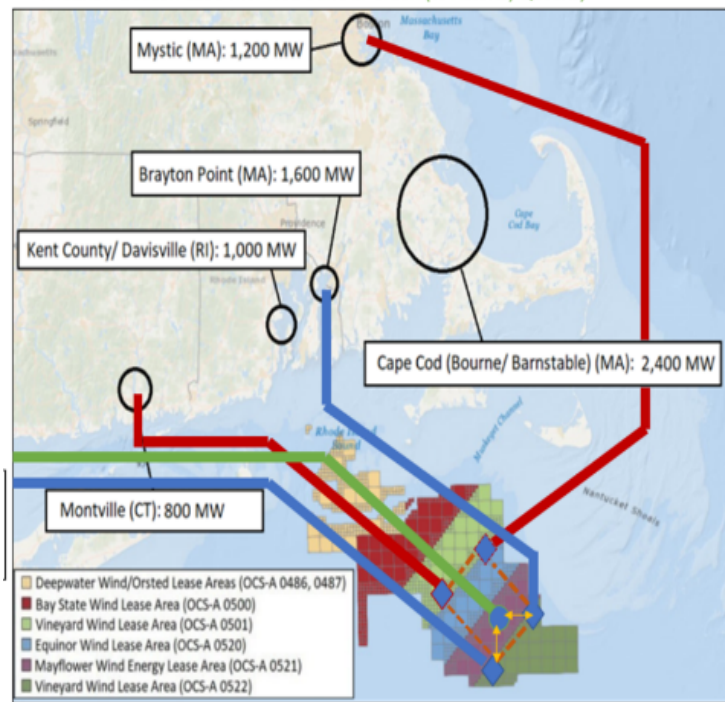 Massachusetts
Bay
Mystic (MA): 1,200 MW
Springfield
Brayton Point (MA): 1,600 MW
Providence
Cape
Cod Bay
Kent County/ Davisville (RI): 1,000 MW
Rhode Island
Cape Cod (Bourne/ Barnstable) (MA): 2,400 MW
Rhode Island
Sound
Muskeget Channel
Nantucket Shoals
Montville (CT): 800 MW
Deepwater Wind/Orsted Lease Areas (OCS-A 0486, 0487)
Bay State Wind Lease Area (OCS-A 0500)
Vineyard Wind Lease Area (OCS-A 0501)
Equinor Wind Lease Area (OCS-A 0520)
Mayflower Wind Energy Lease Area (OCS-A 0521)
Vineyard Wind Lease Area (OCS-A 0522)